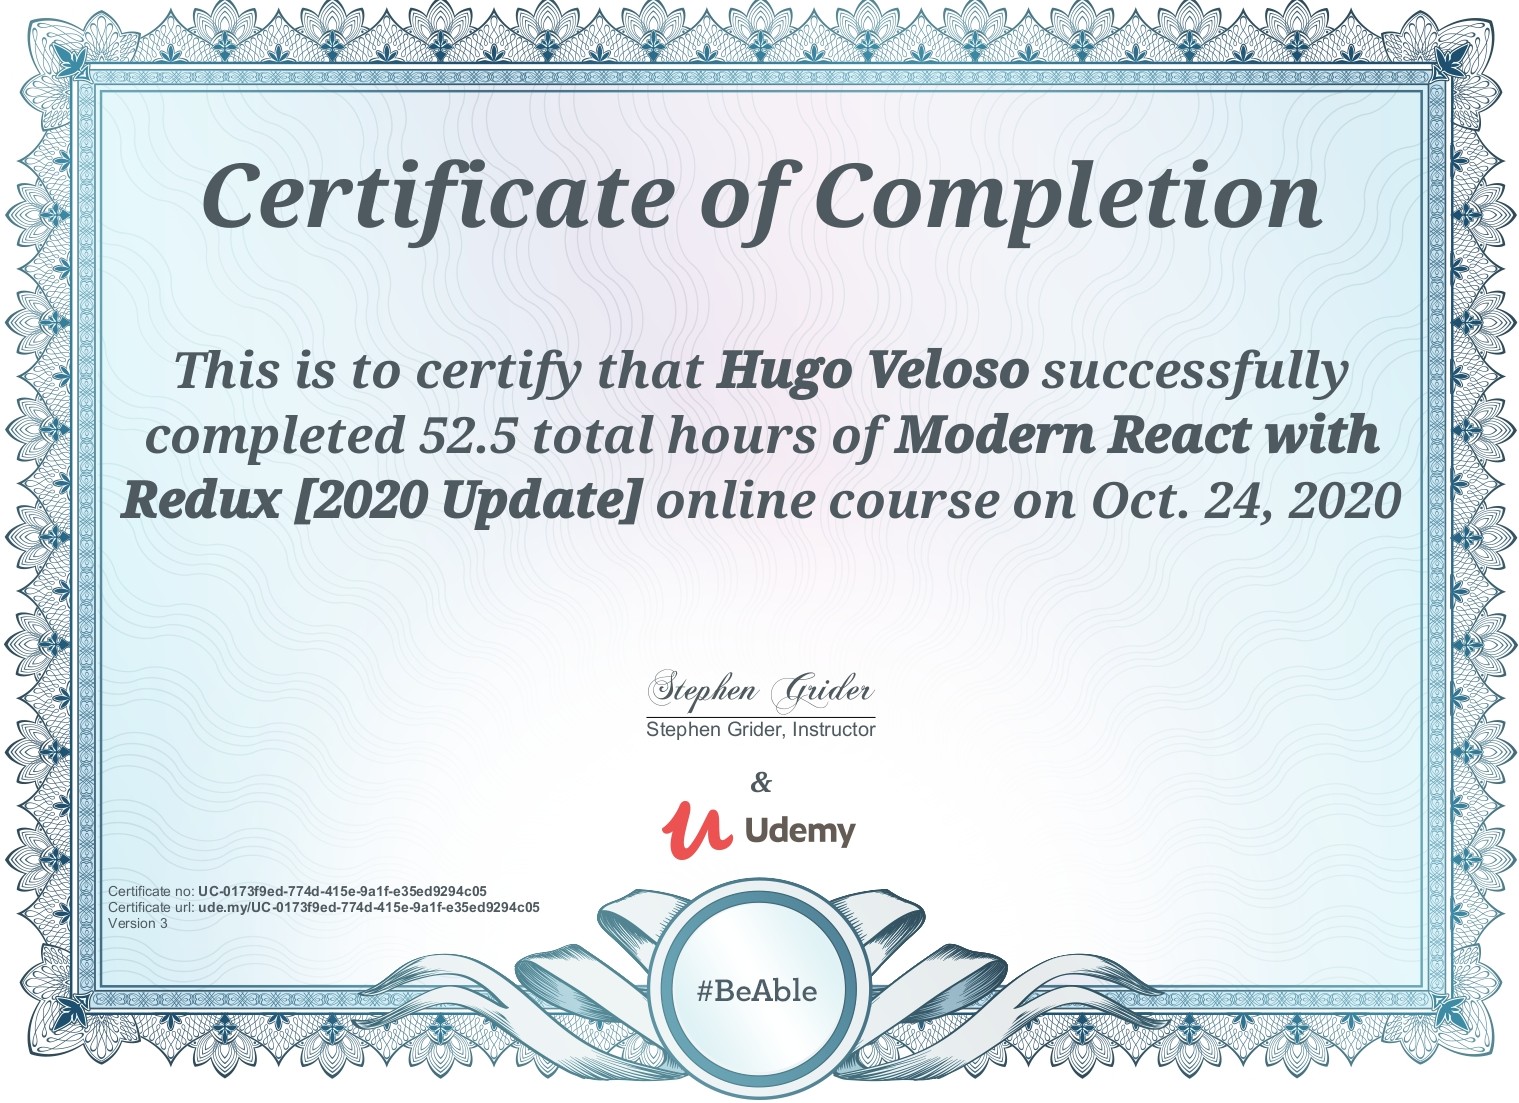 Certificate of Completion
This is to certify that Hugo Veloso successfully
completed 52.5 total hours of Modern React with
Redux [2020 Update] online course on Oct. 24, 2020
Stephen Grider
Stephen Grider, Instructor
&
Udemy
Certificate no: UC-0173f9ed-774d-415e-9a1f-e35ed9294c05
Certificate url: ude.my/UC-0173f9ed-774d-415e-9a1f-e35ed9294c05
Version 3
#BeAble